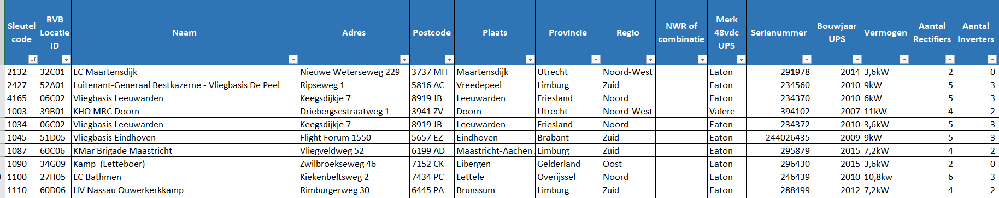 Sleutel code | RVB Locatie ID | Naam | Adres | Postcode | Plaats | Provincie | Regio | NWR of combinatie | Merk 48vdc UPS | Serienummer | Bouwjaar UPS | Vermogen | Aantal Rectifiers | Aantal Inverters
2132 | 32C01 | LC Maartensdijk | Nieuwe Weterseweg 229 | 3737 MH | Maartensdijk | Utrecht | Noord-West | | Eaton | 291978 | 2014 | 3,6kW | 2 | 0
2427 | 52A01 | Luitenant-Generaal Bestkazerne - Vliegbasis De Peel | Ripseweg 1 | 5816 AC | Vreedepeel | Limburg | Zuid | | Eaton | 234560 | 2010 | 9kW | 5 | 3
4165 | 06C02 | Vliegbasis Leeuwarden | Keegsdijkje 7 | 8919 JB | Leeuwarden | Friesland | Noord | | Eaton | 234370 | 2010 | 6kW | 5 | 3
1003 | 39B01 | KHO MRC Doorn | Driebergsestraatweg 1 | 3941 ZV | Doorn | Utrecht | Noord-West | | Valere | 394102 | 2007 | 11kW | 4 | 2
1034 | 06C02 | Vliegbasis Leeuwarden | Keegsdijkje 7 | 8919 JB | Leeuwarden | Friesland | Noord | | Eaton | 234372 | 2010 | 3,6kW | 5 | 3
1045 | 51D05 | Vliegbasis Eindhoven | Flight Forum 1550 | 5657 EZ | Eindhoven | Brabant | Zuid | | Eaton | 244026435 | 2009 | 9kW | 5 | 3
1087 | 60C06 | KMar Brigade Maastricht | Vliegveldweg 52 | 6199 AD | Maastricht-Aachen | Limburg | Zuid | | Eaton | 295879 | 2015 | 7,2kW | 4 | 2
1090 | 34G09 | Kamp (Letteboer) | Zwilbroekseweg 46 | 7152 CK | Eibergen | Gelderland | Oost | | Eaton | 296430 | 2015 | 3,6kW | 2 | 0
1100 | 27H05 | LC Bathmen | Kiekenbeltsweg 2 | 7434 PC | Lettele | Overijssel | Noord | | Eaton | 246439 | 2010 | 10,8kw | 6 | 3
1110 | 60D06 | HV Nassau Ouwerkerkkamp | Rimburgerweg 30 | 6445 PA | Brunssum | Limburg | Zuid | | Eaton | 288499 | 2012 | 7,2kW | 4 | 2